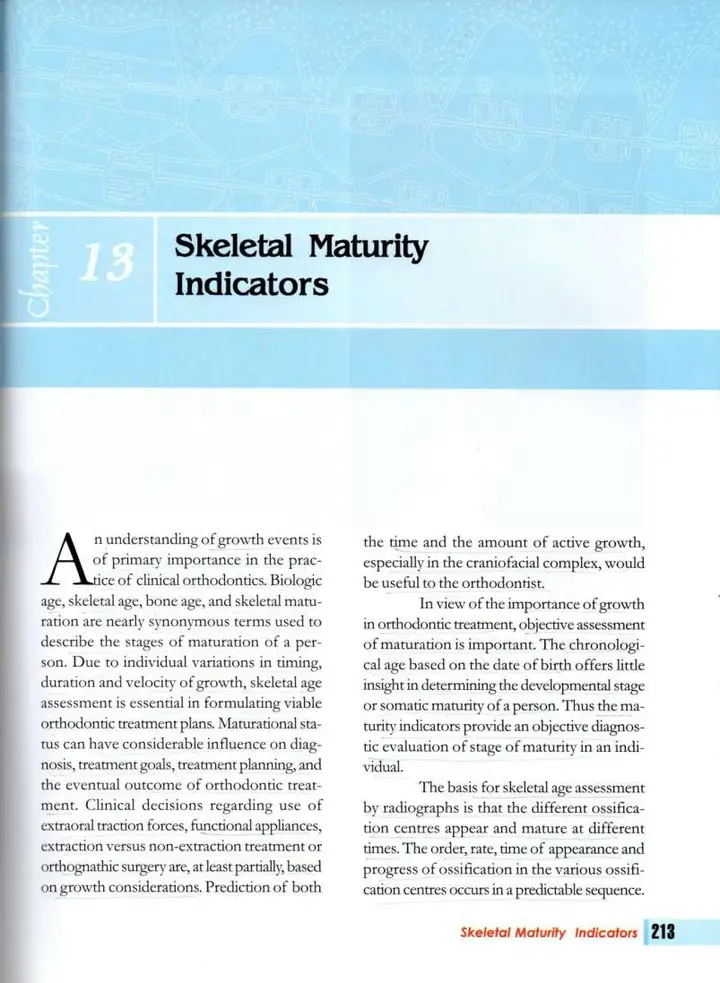 Chapter
13
Skeletal Maturity
Indicators
An understanding of growth events is
of primary importance in the prac-
tice of clinical orthodontics. Biologic
age, skeletal age, bone age, and skeletal matu-
ration are nearly synonymous terms used to
describe the stages of maturation of a per-
son. Due to individual variations in timing,
duration and velocity of growth, skeletal age
assessment is essential in formulating viable
orthodontic treatment plans. Maturational sta-
tus can have considerable influence on diag-
nosis, treatment goals, treatment planning, and
the eventual outcome of orthodontic treat-
ment. Clinical decisions regarding use of
extraoral traction forces, functional appliances,
extraction versus non-extraction treatment or
orthognathic surgery are, at least partially, based
on growth considerations. Prediction of both
the time and the amount of active growth,
especially in the craniofacial complex, would
be useful to the orthodontist.
In view of the importance of growth
in orthodontic treatment, objective assessment
of maturation is important. The chronologi-
cal age based on the date of birth offers little
insight in determining the developmental stage
or somatic maturity of a person. Thus the ma-
turity indicators provide an objective diagnos-
tic evaluation of stage of maturity in an indi-
vidual.
The basis for skeletal age assessment
by radiographs is that the different ossifica-
tion centres appear and mature at different
times. The order, rate, time of appearance and
progress of ossification in the various ossifi-
cation centres occurs in a predictable sequence.
Skeletal Maturity Indicators 213